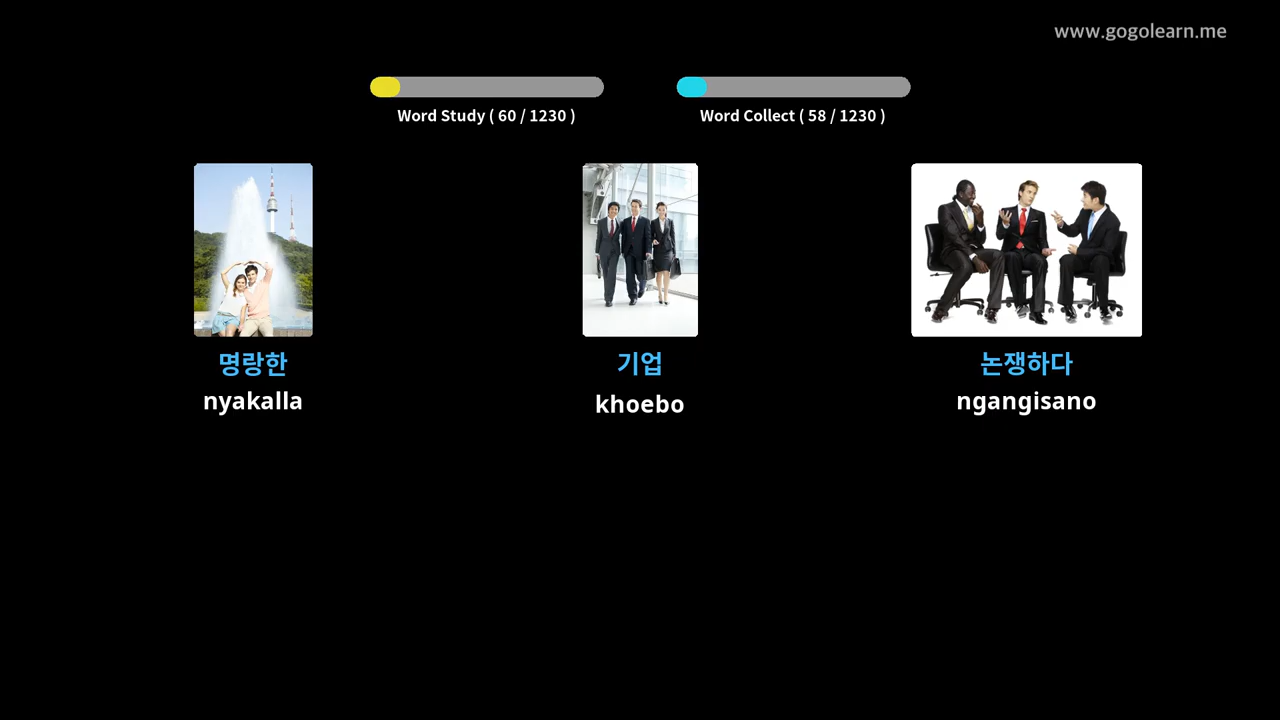 www.gogolearn.me
Word Study ( 60 / 1230 )
Word Collect ( 58 / 1230 )
명랑한
nyakalla
기업
khoebo
논쟁하다
ngangisano